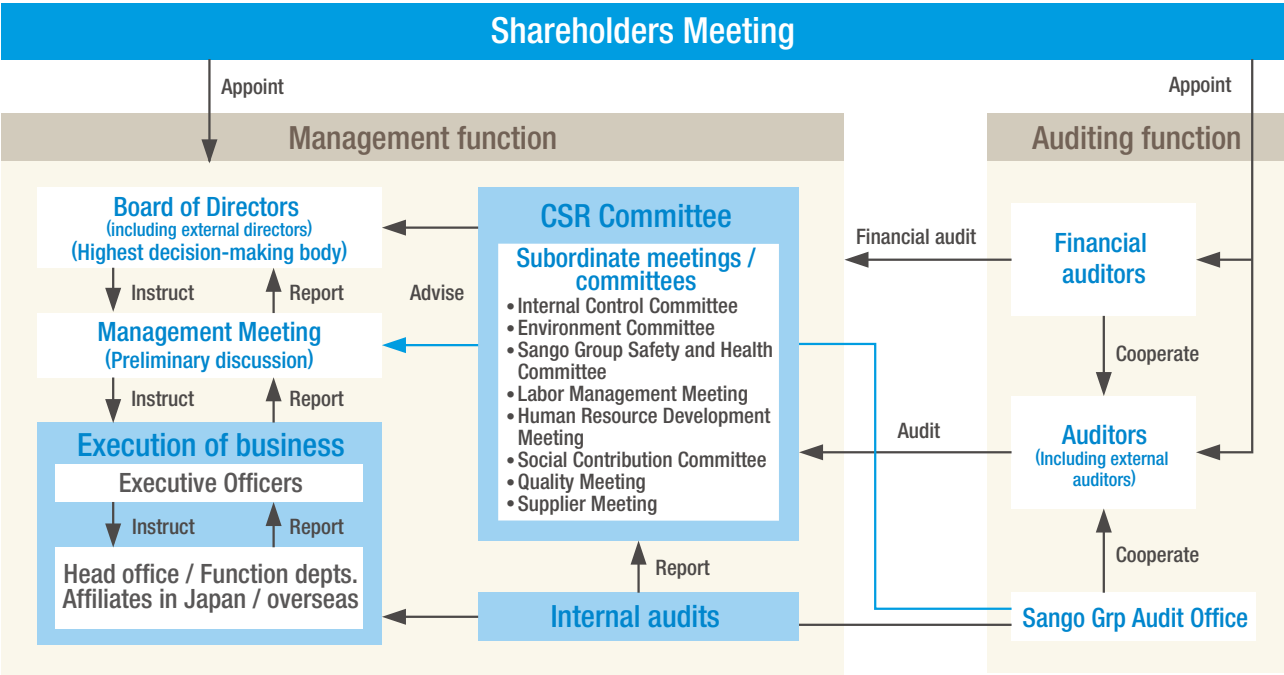 Shareholders Meeting
Appoint
Appoint
Management function
Auditing function
Board of Directors
(including external directors)
(Highest decision-making body)
Instruct
Report
Advise
Management Meeting
(Preliminary discussion)
Instruct
Report
Execution of business
Executive Officers
Instruct
Report
Head office / Function depts.
Affiliates in Japan / overseas
CSR Committee
Subordinate meetings /
committees
• Internal Control Committee
• Environment Committee
• Sango Group Safety and Health
Committee
• Labor Management Meeting
• Human Resource Development
Meeting
• Social Contribution Committee
• Quality Meeting
• Supplier Meeting
Report
Internal audits
Financial audit
Financial
auditors
Cooperate
Audit
Auditors
(Including external
auditors)
Cooperate
Sango Grp Audit Office